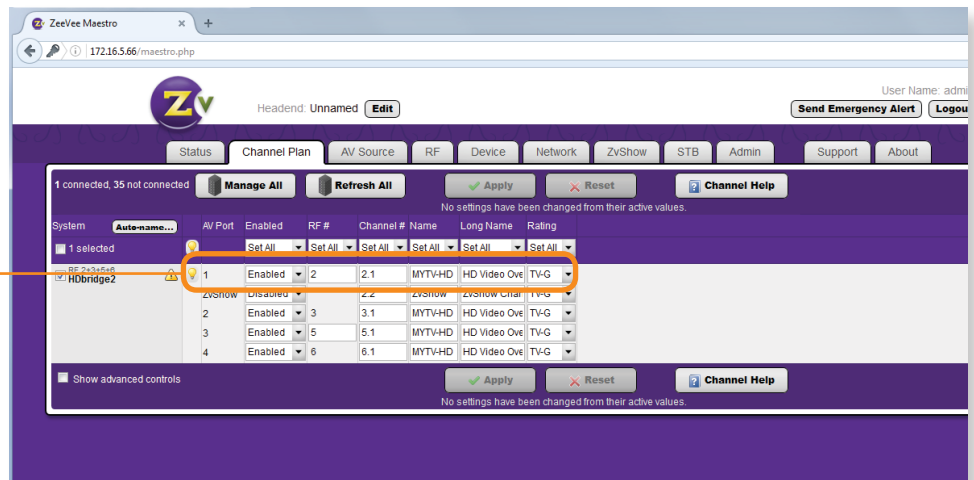 ZeeVee Maestro
172.16.5.66/maestro.php
User Name: admi
Zv
Headend: Unnamed Edit
Send Emergency Alert Logou
Status Channel Plan AV Source RF Device Network ZvShow STB Admin Support About
1 connected, 35 not connected Manage All Refresh All Apply Reset Channel Help
No settings have been changed from their active values.
System Auto-name... AV Port Enabled RF # Channel # Name Long Name Rating
1 selected Set All Set All Set All Set All Set All Set All
RF 2+3+5+6
HDbridge2 1 Enabled 2 2.1 MYTV-HD HD Video Ove TV-G
ZvShow Disabled 2.2 ZvShow ZvShow Chan TV-G
2 Enabled 3 3.1 MYTV-HD HD Video Ove TV-G
3 Enabled 5 5.1 MYTV-HD HD Video Ove TV-G
4 Enabled 6 6.1 MYTV-HD HD Video Ove TV-G
Show advanced controls Apply Reset Channel Help
No settings have been changed from their active values.